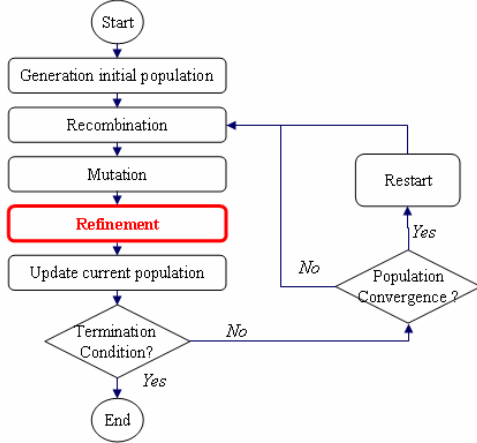 Start
Generation initial population
Recombination
Mutation
Restart
Refinement
Yes
Update current population
No
Population
Convergence ?
Termination
Condition?
No
Yes
End